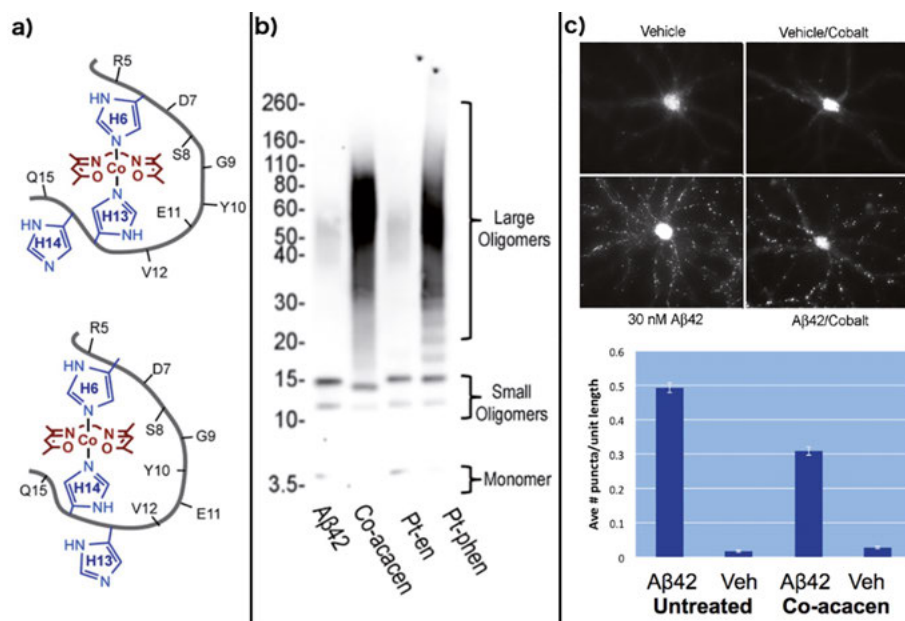 a)
R5
HN
H6
D7
N
S8
N
N
Co
O
O
G9
Q15
N
H13
E11
Y10
NH
HN
H14
N
V12
R5
HN
H6
D7
N
S8
N
N
Co
O
O
G9
N
Y10
Q15
H14
NH
V12
E11
HN
H13
N
b)
260-
160-
110-
80-
60-
50-
40-
30-
20-
15-
10-
3.5-
Large
Oligomers
Small
Oligomers
Monomer
Aβ42
Co-acacen
Pt-en
Pt-phen
c)
Vehicle
Vehicle/Cobalt
30 nM Aβ42
Aβ42/Cobalt
Ave # puncta/unit length
0.6
0.5
0.4
0.3
0.2
0.1
0
Aβ42 Veh Aβ42 Veh
Untreated Co-acacen